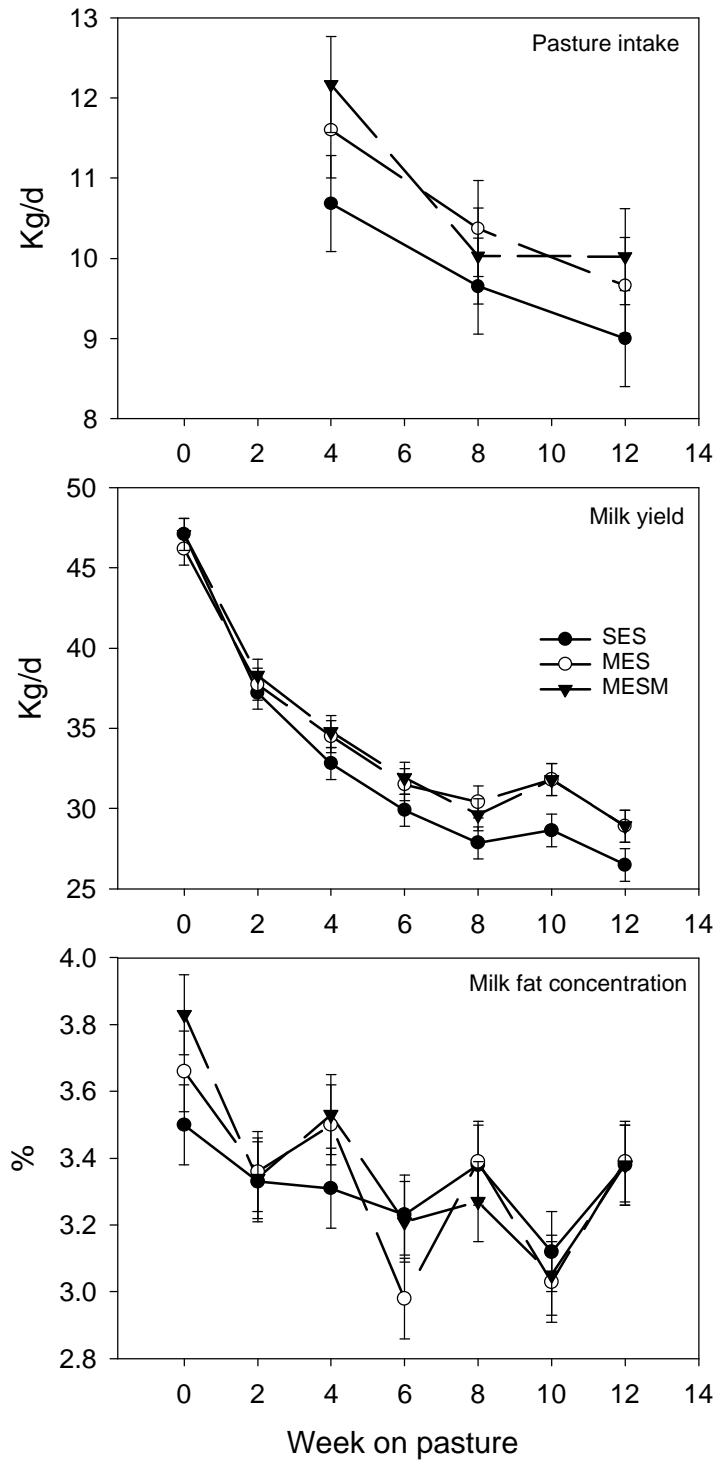 13
Pasture intake
12
11
Kg/d
10
9
8
0 2 4 6 8 10 12 14
50
Milk yield
45
40
SES
MES
Kg/d
MESM
35
30
25
0 2 4 6 8 10 12 14
4.0
Milk fat concentration
3.8
3.6
3.4
%
3.2
3.0
2.8
0 2 4 6 8 10 12 14
Week on pasture